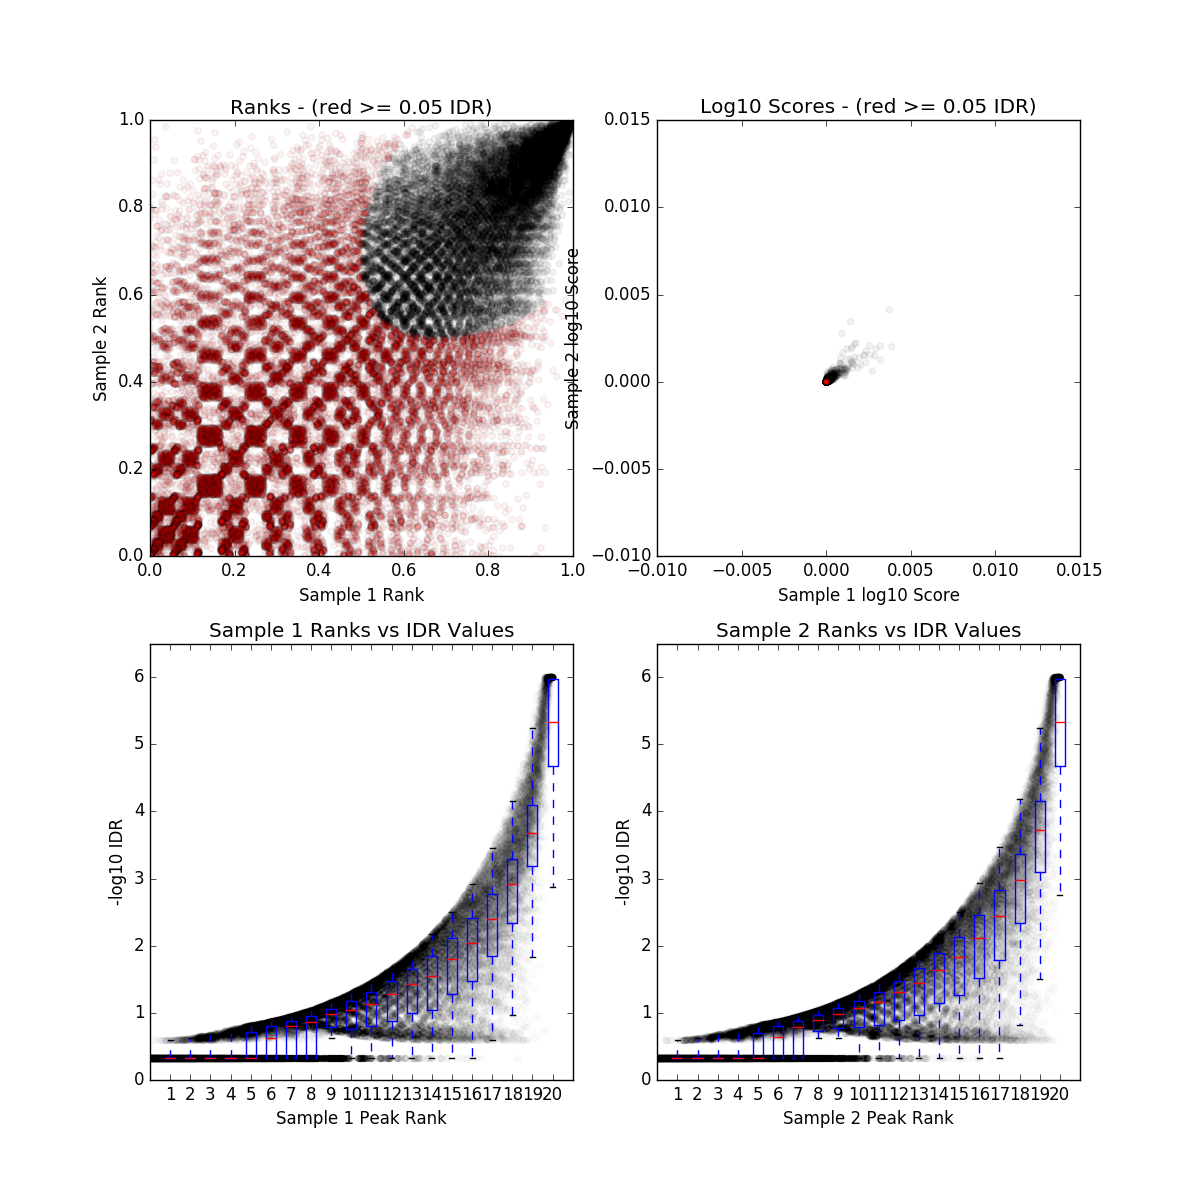 Ranks - (red >= 0.05 IDR)
1.0
0.8
0.6
0.4
0.2
0.0
Sample 2 Rank
0.0 0.2 0.4 0.6 0.8 1.0
Sample 1 Rank
Log10 Scores - (red >= 0.05 IDR)
0.015
0.010
0.005
0.000
−0.005
−0.010
Sample 2 log10 Score
−0.010 −0.005 0.000 0.005 0.010 0.015
Sample 1 log10 Score
Sample 1 Ranks vs IDR Values
6
5
4
3
2
1
0
-log10 IDR
1 2 3 4 5 6 7 8 9 10 11 12 13 14 15 16 17 18 19 20
Sample 1 Peak Rank
Sample 2 Ranks vs IDR Values
6
5
4
3
2
1
0
-log10 IDR
1 2 3 4 5 6 7 8 9 10 11 12 13 14 15 16 17 18 19 20
Sample 2 Peak Rank